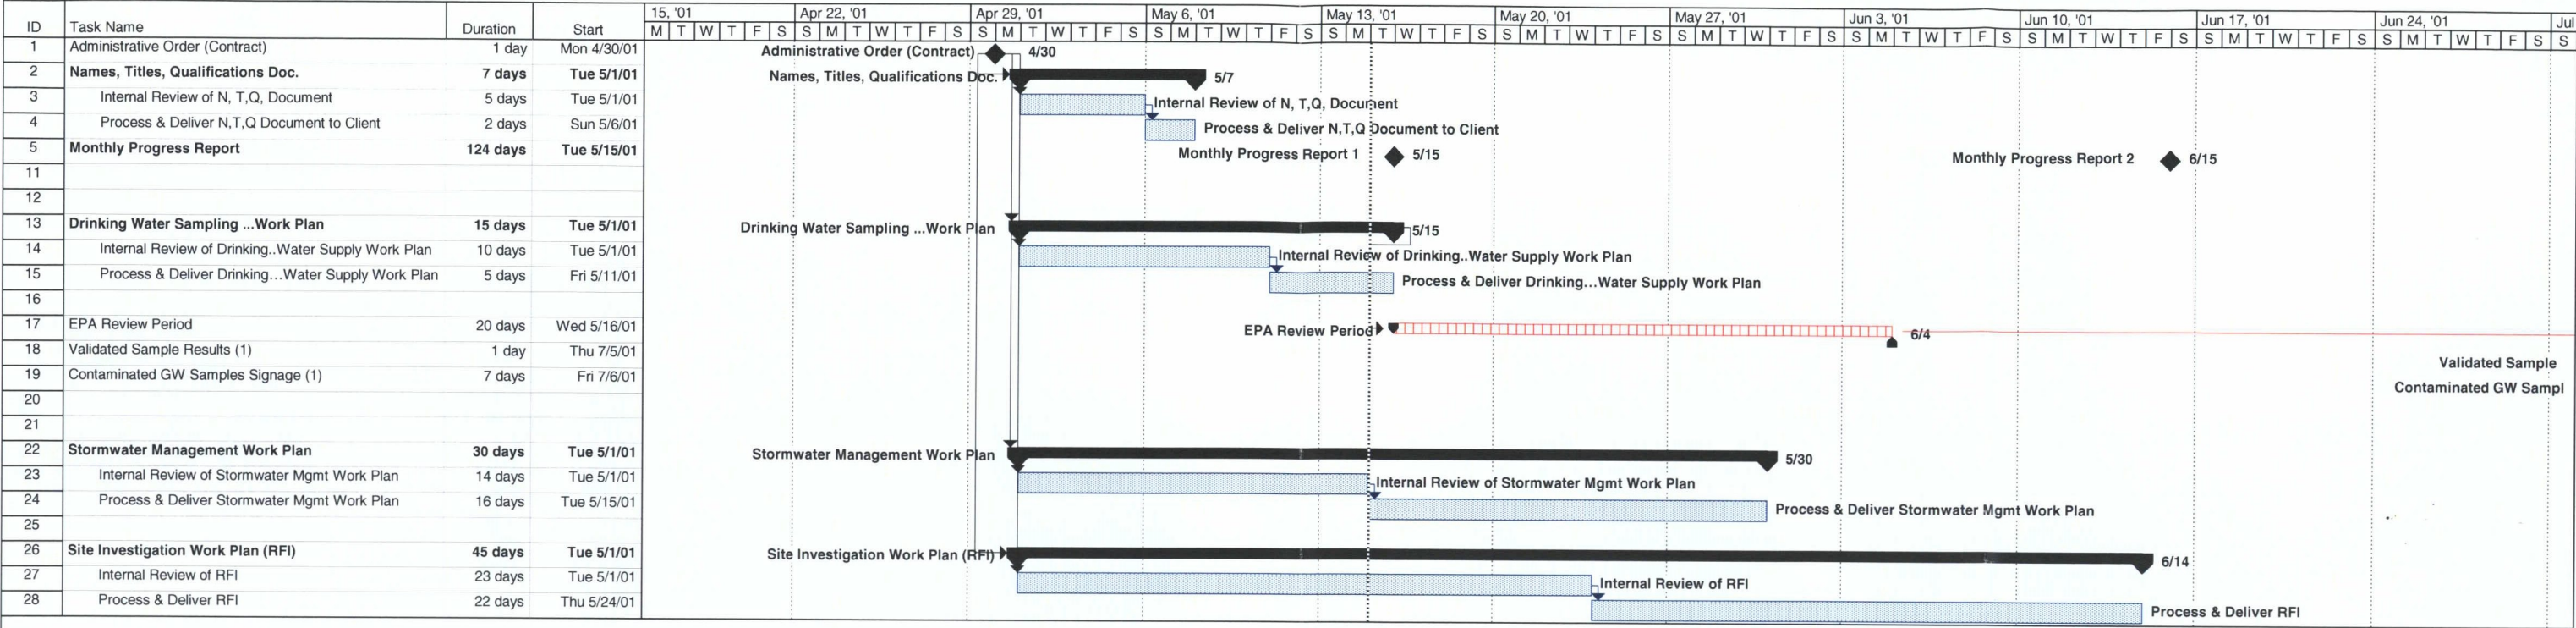 15, '01 Apr 22, '01 Apr 29, '01 May 6, '01 May 13, '01 May 20, '01 May 27, '01 Jun 3, '01 Jun 10, '01 Jun 17, '01 Jun 24, '01 Jul
ID Task Name Duration Start M T W T F S S M T W T F S S M T W T F S S M T W T F S S M T W T F S S M T W T F S S M T W T F S S M T W T F S S M T W T F S S M T W T F S S M T W T F S S M T W T F S S
1 Administrative Order (Contract) 1 day Mon 4/30/01 Administrative Order (Contract) 4/30
2 Names, Titles, Qualifications Doc. 7 days Tue 5/1/01 Names, Titles, Qualifications Doc. 5/7
3 Internal Review of N, T,Q, Document 5 days Tue 5/1/01 Internal Review of N, T,Q, Document
4 Process & Deliver N,T,Q Document to Client 2 days Sun 5/6/01 Process & Deliver N,T,Q Document to Client
5 Monthly Progress Report 124 days Tue 5/15/01 Monthly Progress Report 1 5/15 Monthly Progress Report 2 6/15
11
12
13 Drinking Water Sampling ...Work Plan 15 days Tue 5/1/01 Drinking Water Sampling ...Work Plan 5/15
14 Internal Review of Drinking..Water Supply Work Plan 10 days Tue 5/1/01 Internal Review of Drinking..Water Supply Work Plan
15 Process & Deliver Drinking...Water Supply Work Plan 5 days Fri 5/11/01 Process & Deliver Drinking...Water Supply Work Plan
16
17 EPA Review Period 20 days Wed 5/16/01 EPA Review Period 6/4
18 Validated Sample Results (1) 1 day Thu 7/5/01 Validated Sample
19 Contaminated GW Samples Signage (1) 7 days Fri 7/6/01 Contaminated GW Sampl
20
21
22 Stormwater Management Work Plan 30 days Tue 5/1/01 Stormwater Management Work Plan 5/30
23 Internal Review of Stormwater Mgmt Work Plan 14 days Tue 5/1/01 Internal Review of Stormwater Mgmt Work Plan
24 Process & Deliver Stormwater Mgmt Work Plan 16 days Tue 5/15/01 Process & Deliver Stormwater Mgmt Work Plan
25
26 Site Investigation Work Plan (RFI) 45 days Tue 5/1/01 Site Investigation Work Plan (RFI) 6/14
27 Internal Review of RFI 23 days Tue 5/1/01 Internal Review of RFI
28 Process & Deliver RFI 22 days Thu 5/24/01 Process & Deliver RFI